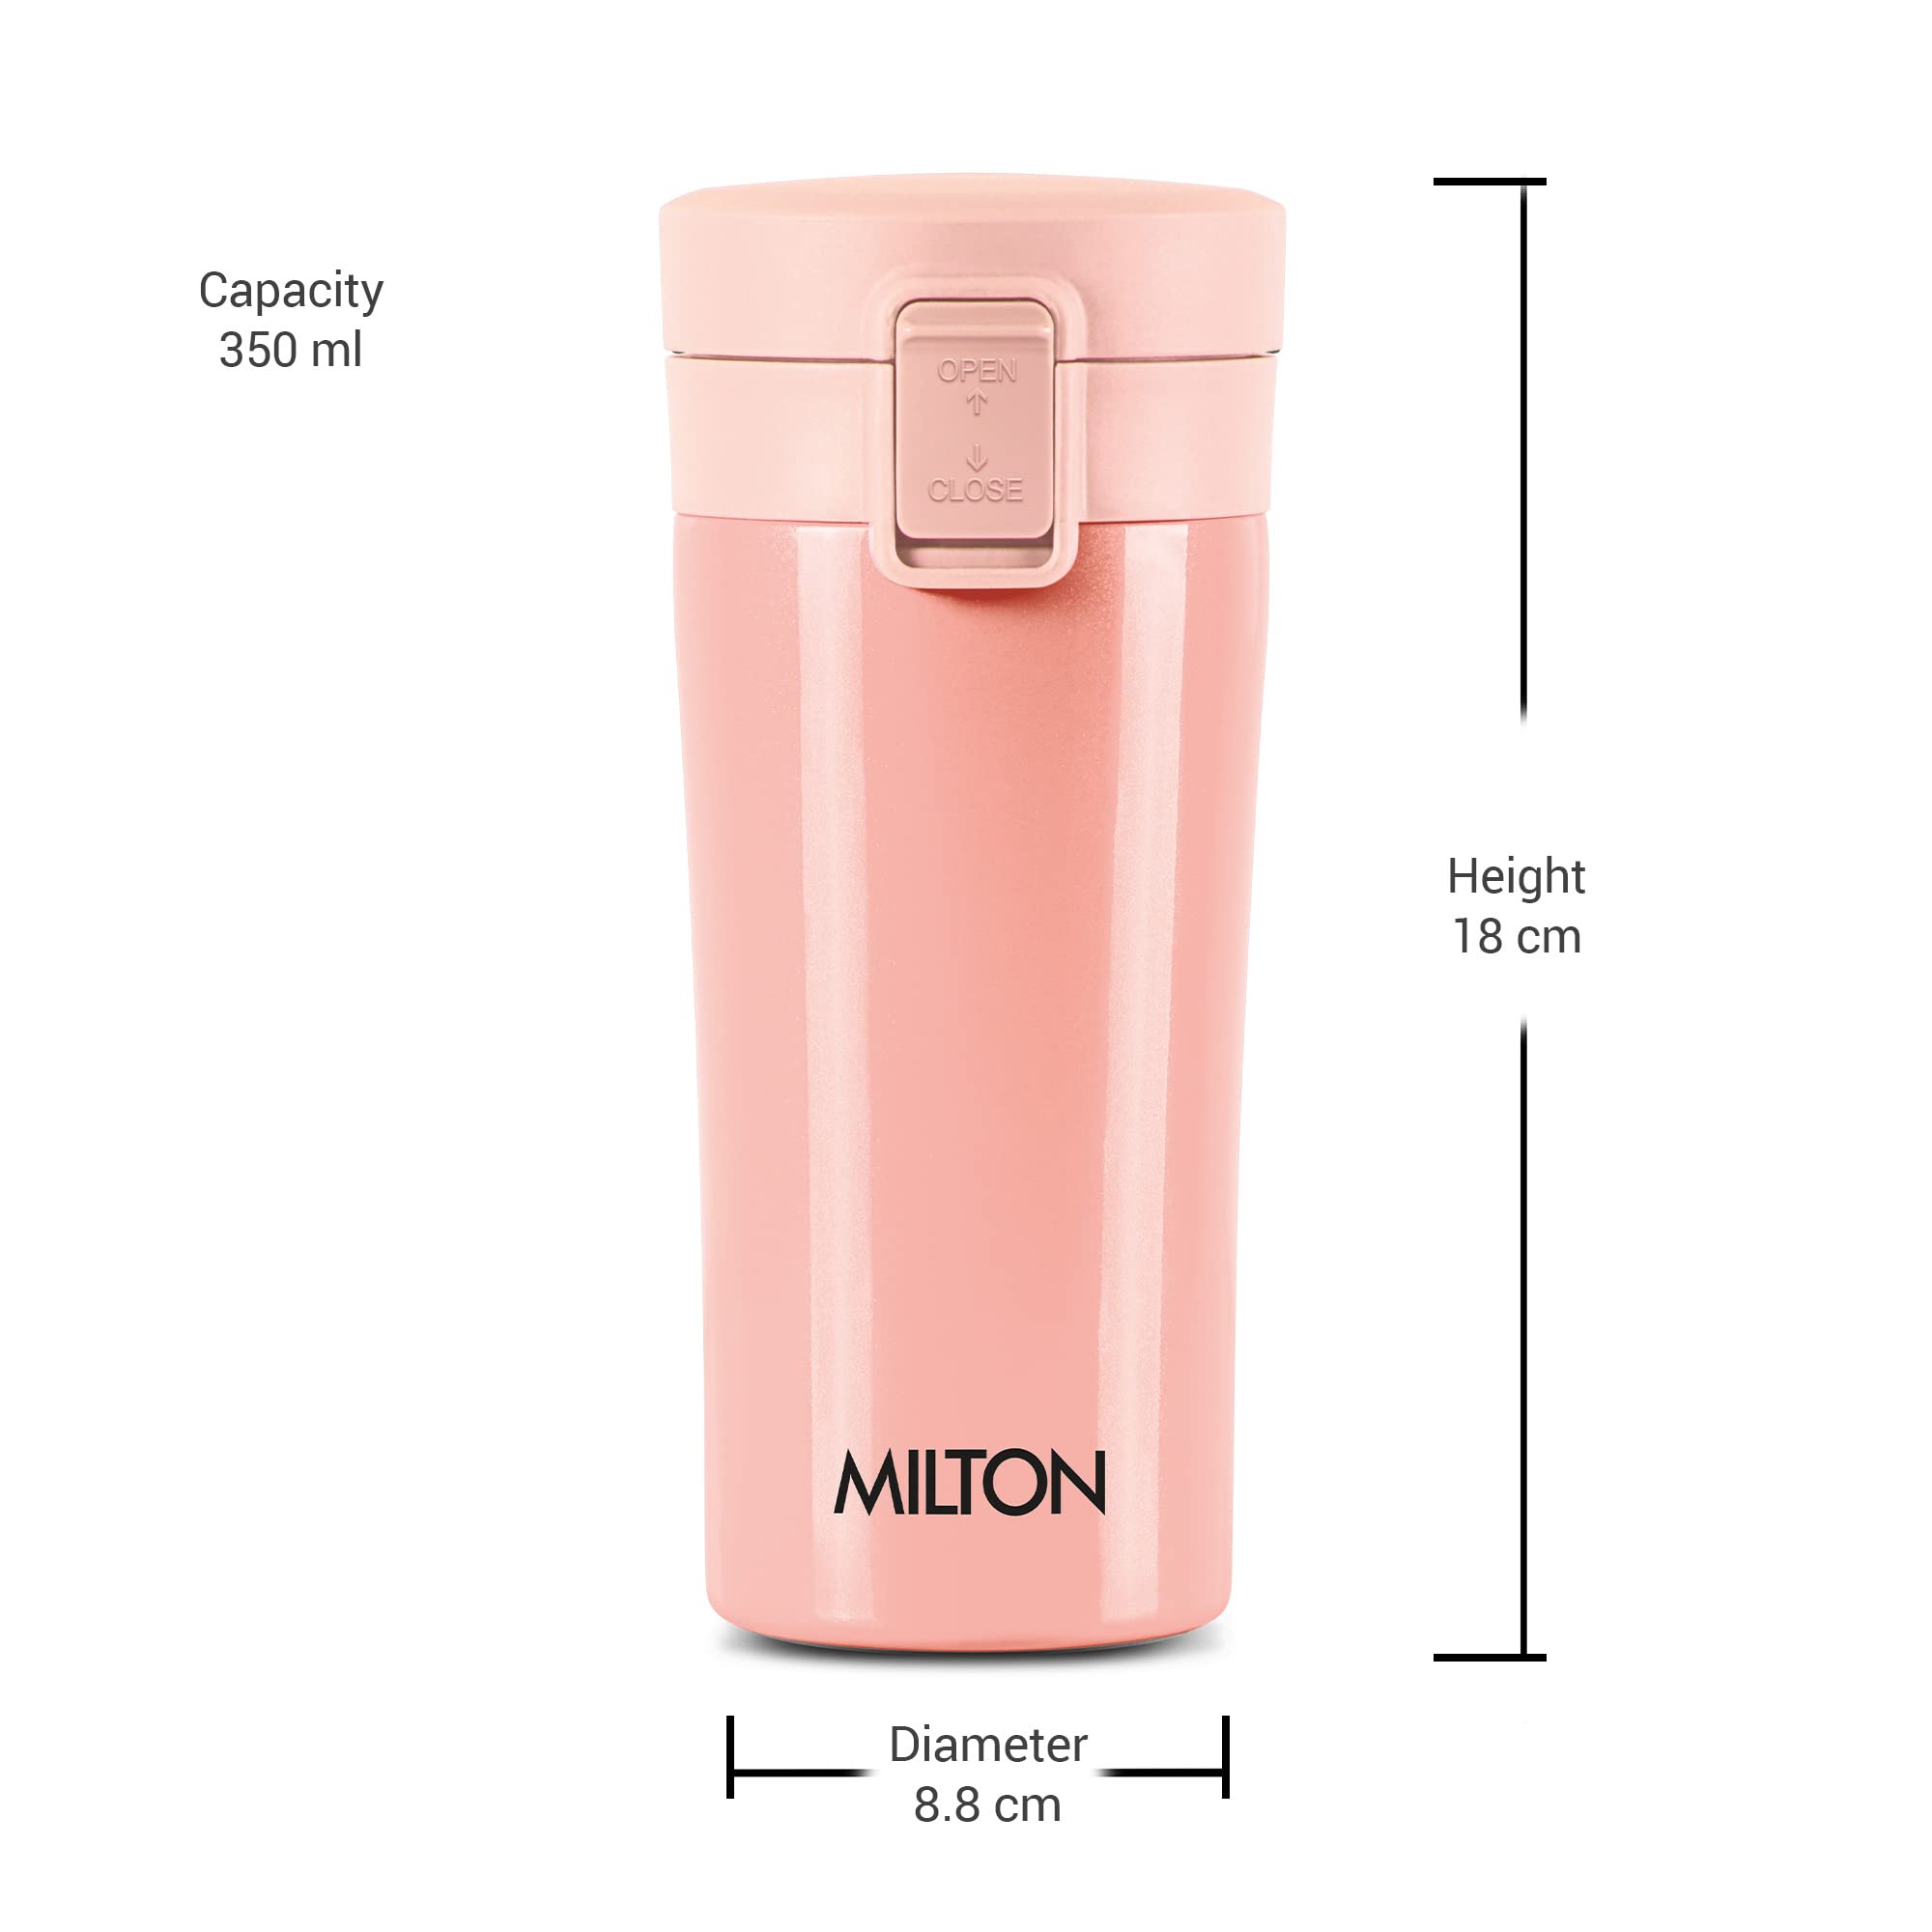 Capacity
350 ml
OPEN
↑
↓
CLOSE
Height
18 cm
MILTON
Diameter
8.8 cm